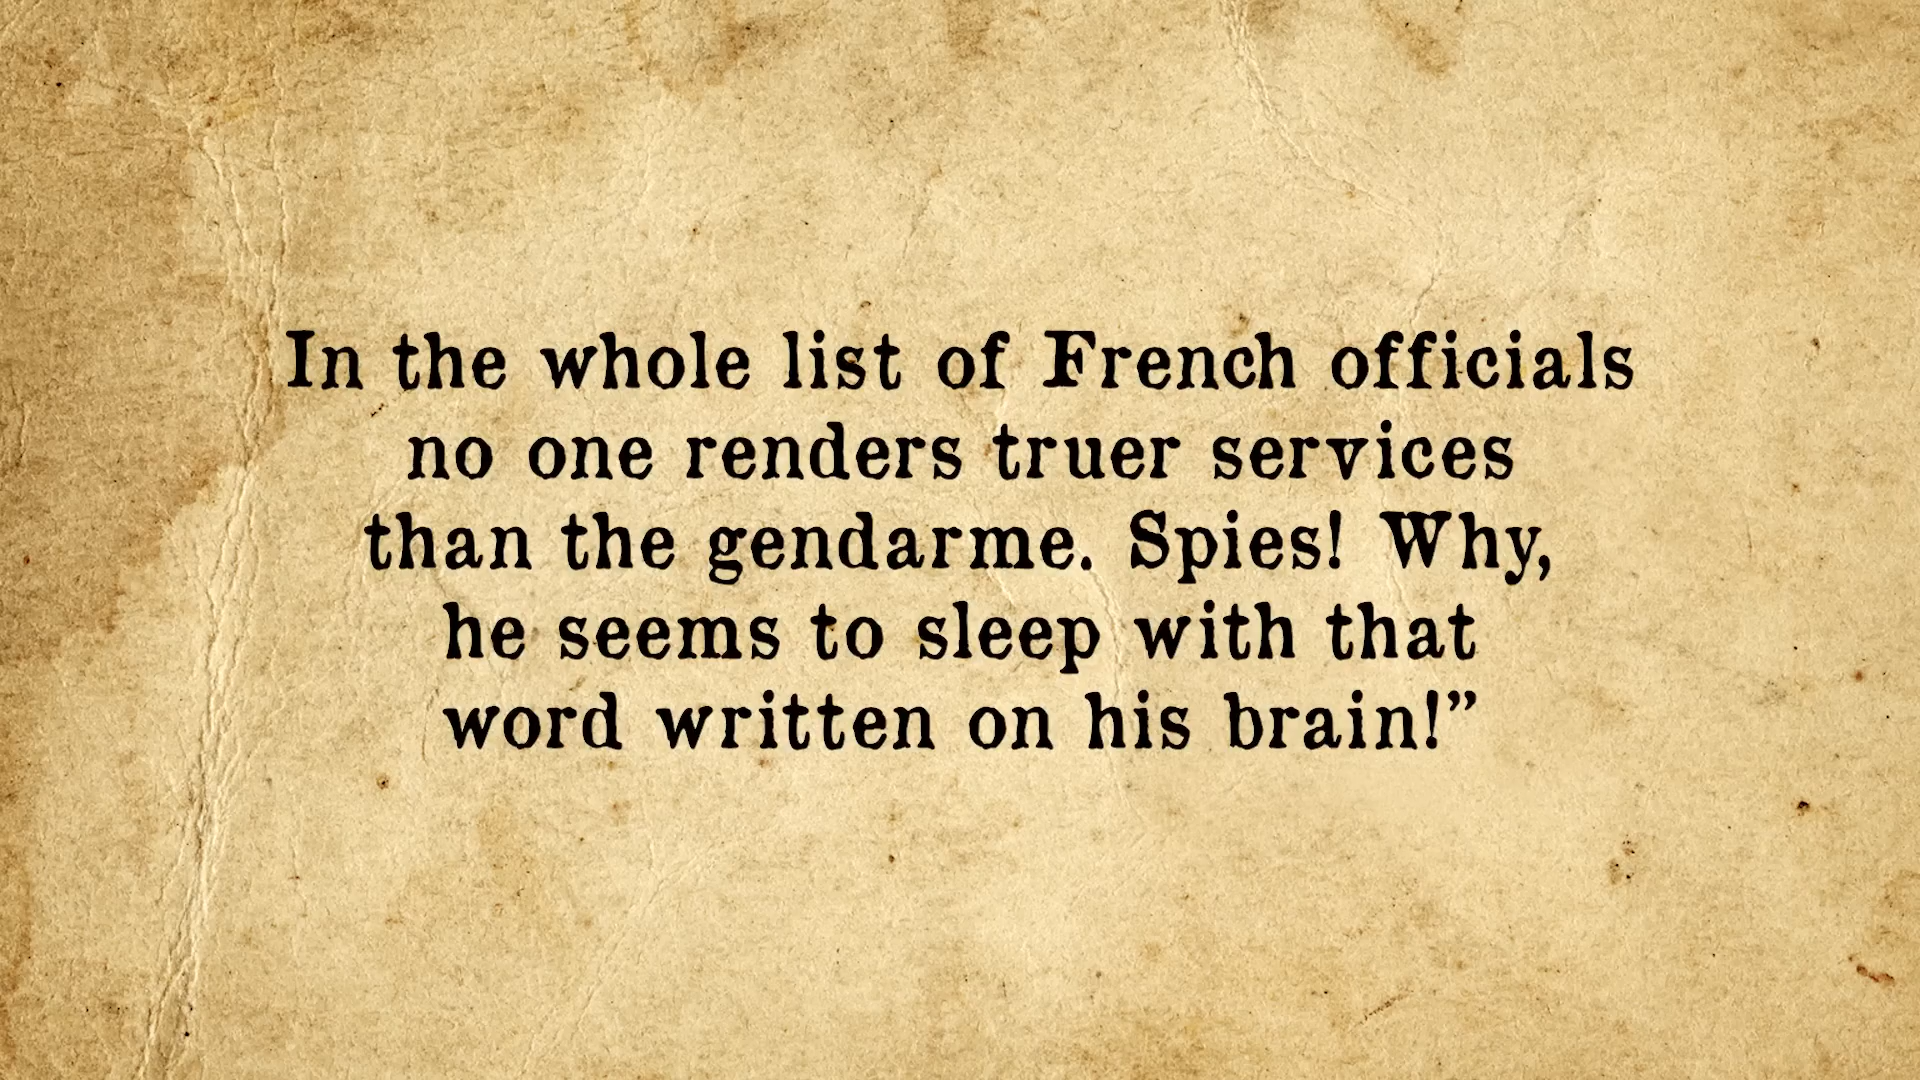 In the whole list of French officials
no one renders truer services
than the gendarme. Spies! Why,
he seems to sleep with that
word written on his brain!”